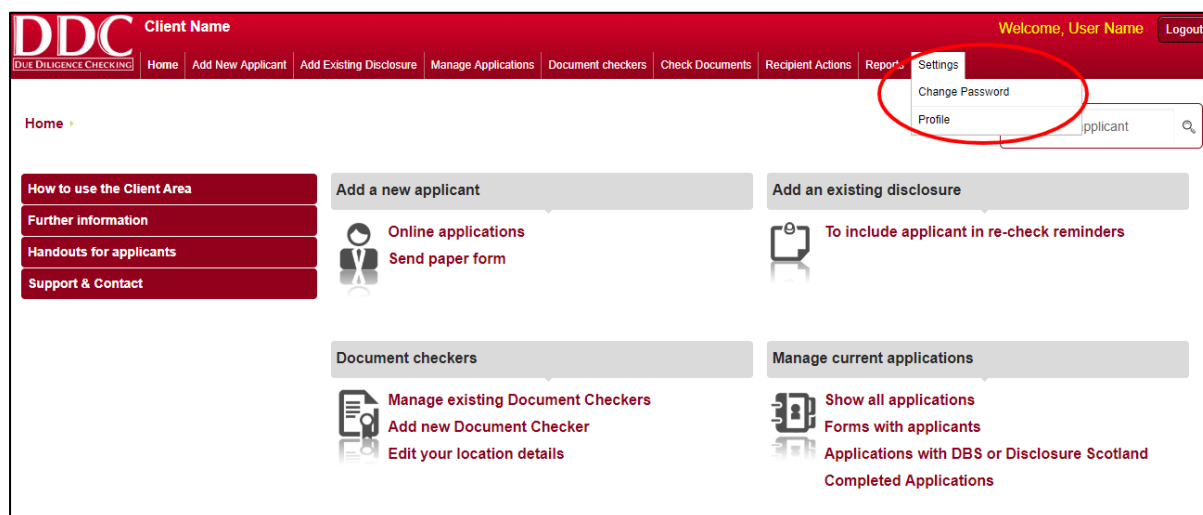 DDC
DUE DILIGENCE CHECKING
Client Name
Welcome, User Name
Logout
Home Add New Applicant Add Existing Disclosure Manage Applications Document checkers Check Documents Recipient Actions Reports Settings
Change Password
Profile
Home
applicant
How to use the Client Area
Further information
Handouts for applicants
Support & Contact
Add a new applicant
Online applications
Send paper form
Add an existing disclosure
To include applicant in re-check reminders
Document checkers
Manage existing Document Checkers
Add new Document Checker
Edit your location details
Manage current applications
Show all applications
Forms with applicants
Applications with DBS or Disclosure Scotland
Completed Applications